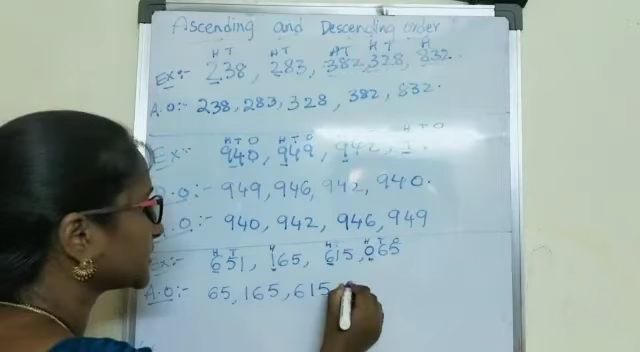 Ascending and Descending order
H T H T H T H T H
Ex:- 238, 283, 382, 328, 832.
A.O:- 238, 283, 328, 382, 832.
H T O H T O H T O
Ex:- 940, 949, 942,
.O:- 949, 946, 942, 940.
.O:- 940, 942, 946, 949
H T H H H T O
Ex:- 651, 165, 615, 065
A.O:- 65, 165, 615